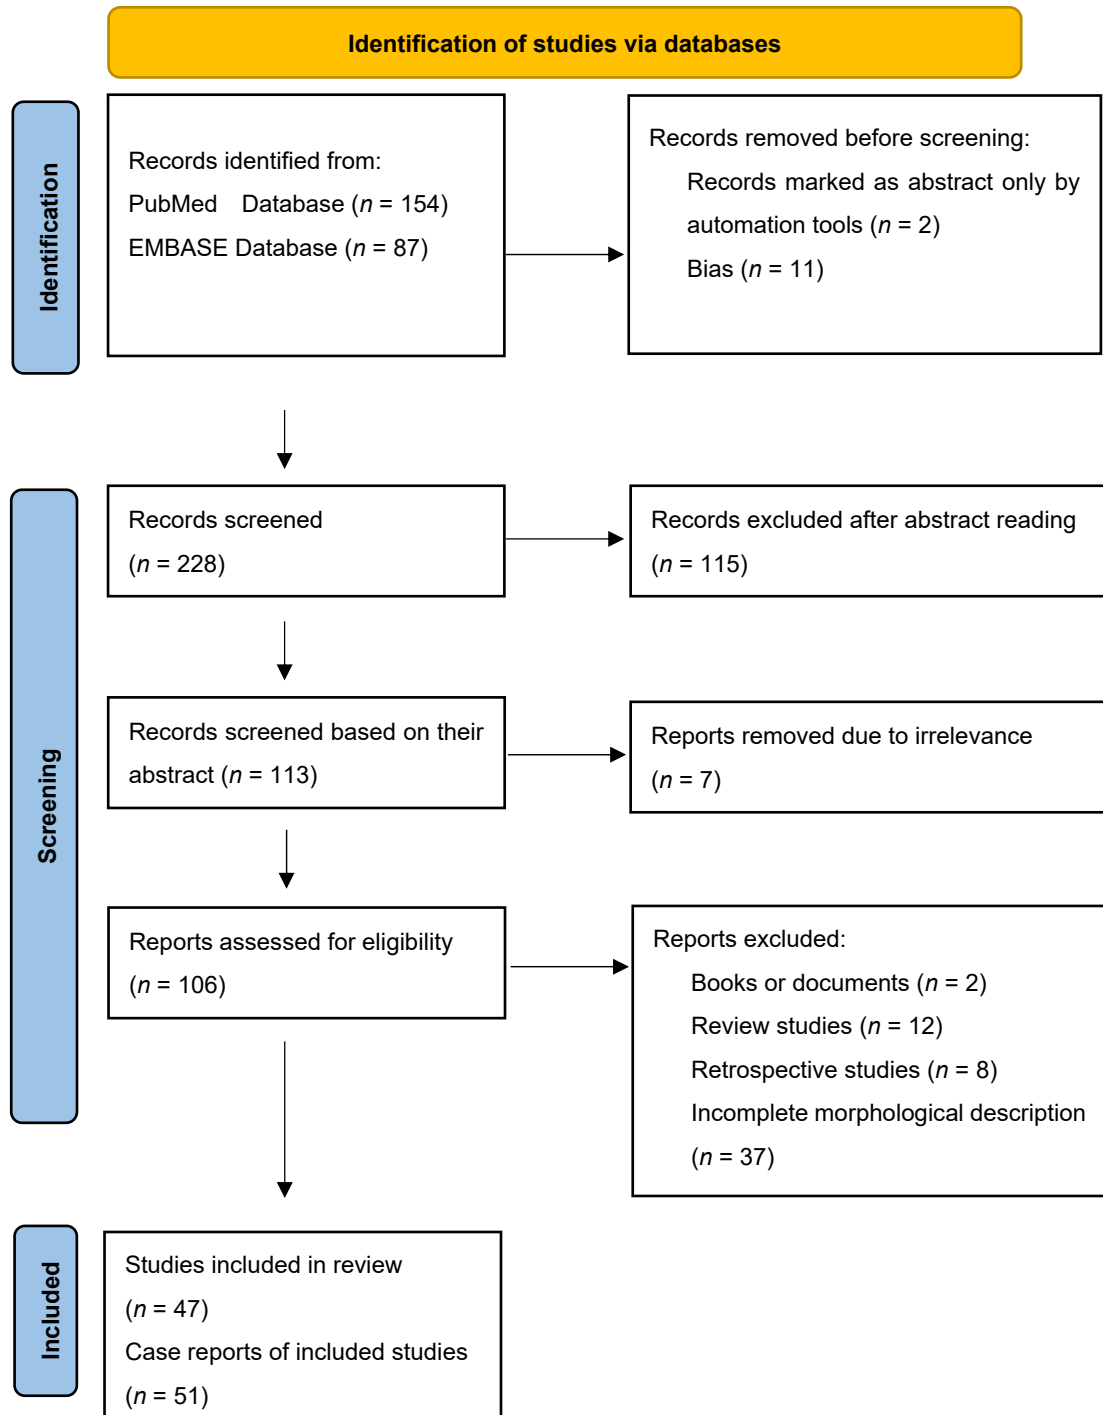 Identification of studies via databases
Identification
Records identified from:
PubMed Database (n = 154)
EMBASE Database (n = 87)
Records removed before screening:
Records marked as abstract only by
automation tools (n = 2)
Bias (n = 11)
Screening
Records screened
(n = 228)
Records excluded after abstract reading
(n = 115)
Records screened based on their
abstract (n = 113)
Reports removed due to irrelevance
(n = 7)
Reports assessed for eligibility
(n = 106)
Reports excluded:
Books or documents (n = 2)
Review studies (n = 12)
Retrospective studies (n = 8)
Incomplete morphological description
(n = 37)
Included
Studies included in review
(n = 47)
Case reports of included studies
(n = 51)